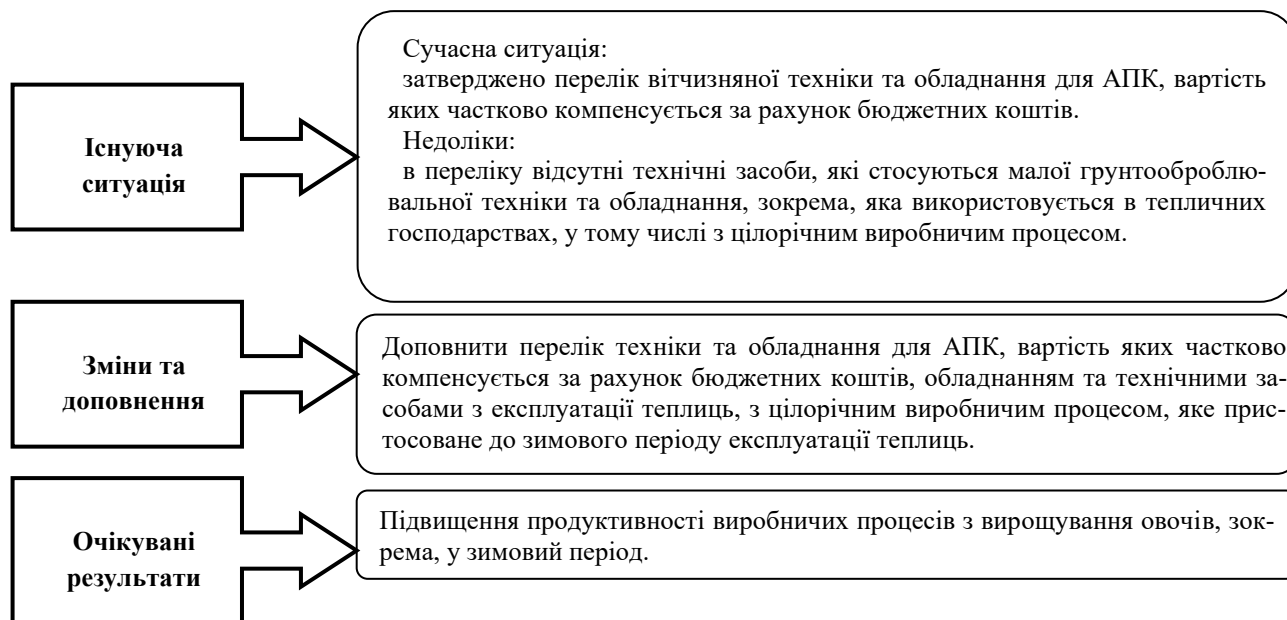 Існуюча
ситуація
Сучасна ситуація:
затверджено перелік вітчизняної техніки та обладнання для АПК, вартість
яких частково компенсується за рахунок бюджетних коштів.
Недоліки:
в переліку відсутні технічні засоби, які стосуються малої грунтооброблю-
вальної техніки та обладнання, зокрема, яка використовується в тепличних
господарствах, у тому числі з цілорічним виробничим процесом.
Зміни та
доповнення
Доповнити перелік техніки та обладнання для АПК, вартість яких частково
компенсується за рахунок бюджетних коштів, обладнанням та технічними за-
собами з експлуатації теплиць, з цілорічним виробничим процесом, яке прис-
тосоване до зимового періоду експлуатації теплиць.
Очікувані
результати
Підвищення продуктивності виробничих процесів з вирощування овочів, зок-
рема, у зимовий період.